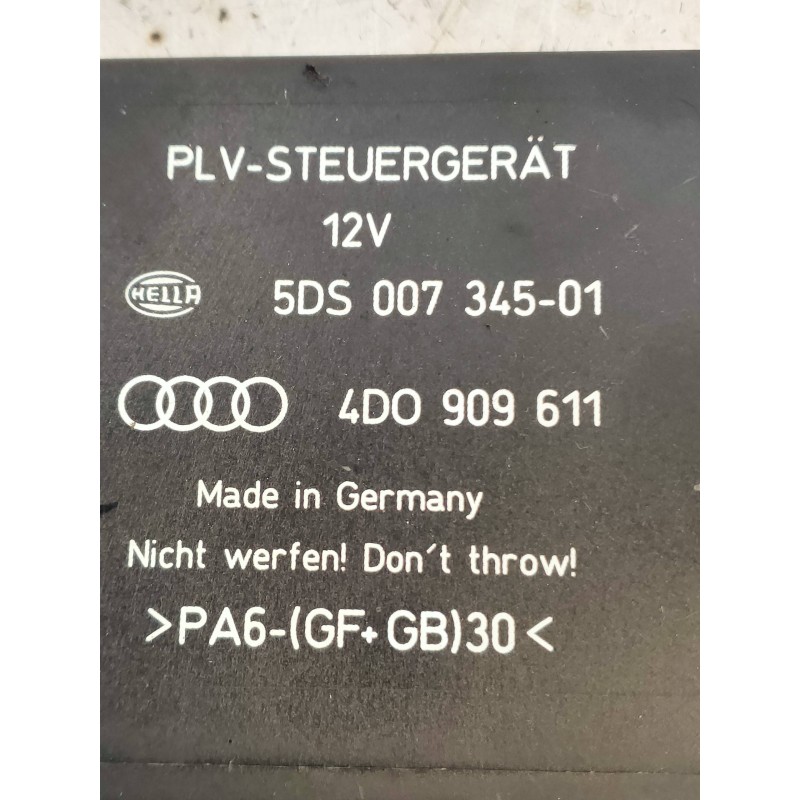 PLV-STEUERGERÄT
12V
HELLA 5DS 007 345-01
4D0 909 611
Made in Germany
Nicht werfen! Don't throw!
>PA6-(GF+GB)30<